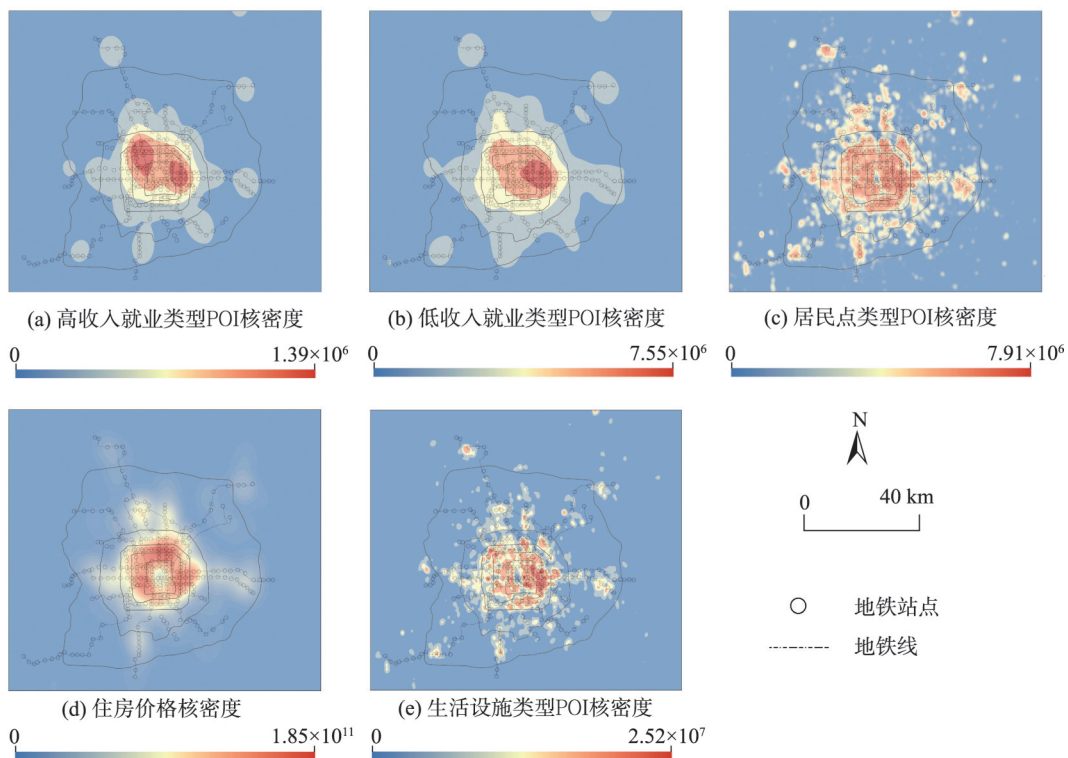 (a) 高收入就业类型POI核密度
0 1.39×10⁶
(b) 低收入就业类型POI核密度
0 7.55×10⁶
(c) 居民点类型POI核密度
0 7.91×10⁶
(d) 住房价格核密度
0 1.85×10¹¹
(e) 生活设施类型POI核密度
0 2.52×10⁷
N
0 40 km
地铁站点
地铁线